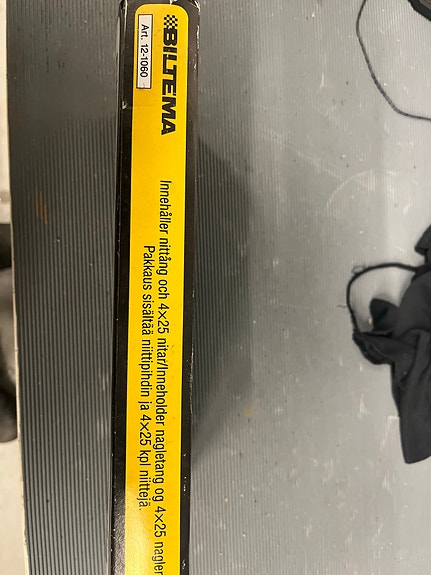 BILTEMA
Art. 12-1060
Innehåller nittång och 4×25 nitar/Inneholder nagletang og 4×25 nagler
Pakkaus sisältää niittipihdin ja 4×25 kpl niittejä.